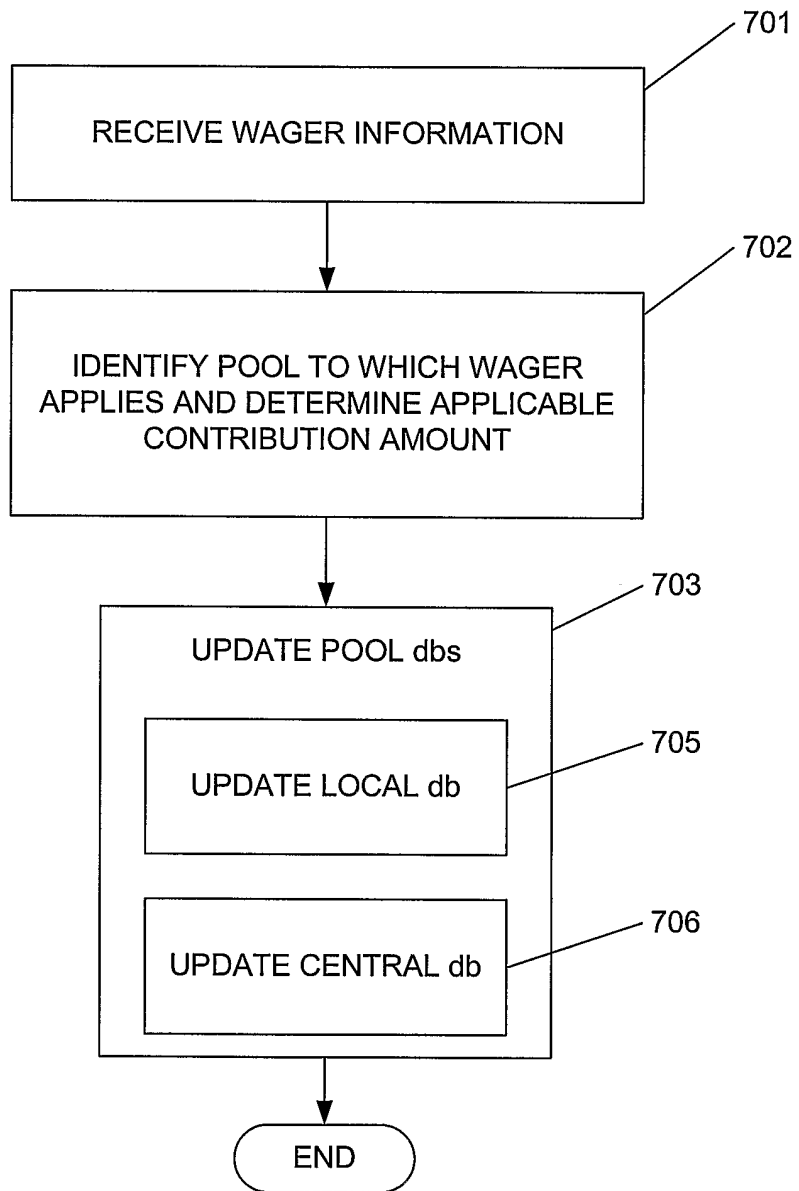 701
RECEIVE WAGER INFORMATION
702
IDENTIFY POOL TO WHICH WAGER
APPLIES AND DETERMINE APPLICABLE
CONTRIBUTION AMOUNT
703
UPDATE POOL dbs
705
UPDATE LOCAL db
706
UPDATE CENTRAL db
END